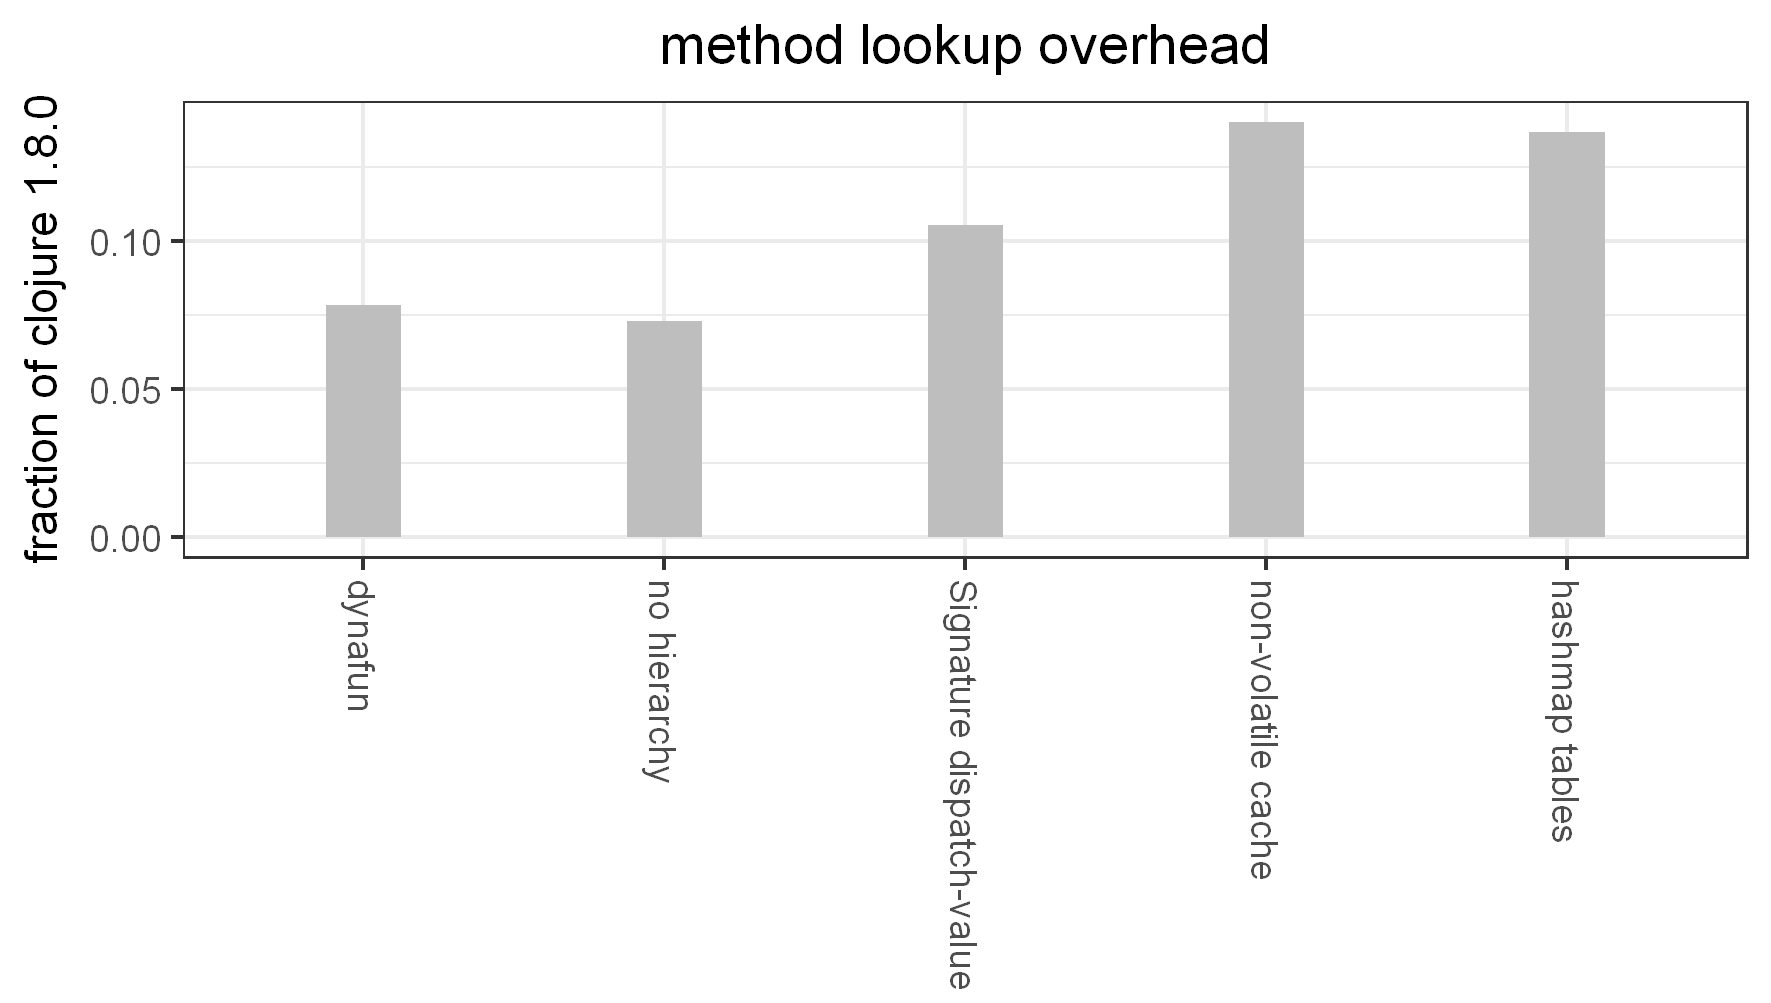 method lookup overhead
fraction of clojure 1.8.0
0.10
0.05
0.00
dynafun
no hierarchy
Signature dispatch-value
non-volatile cache
hashmap tables